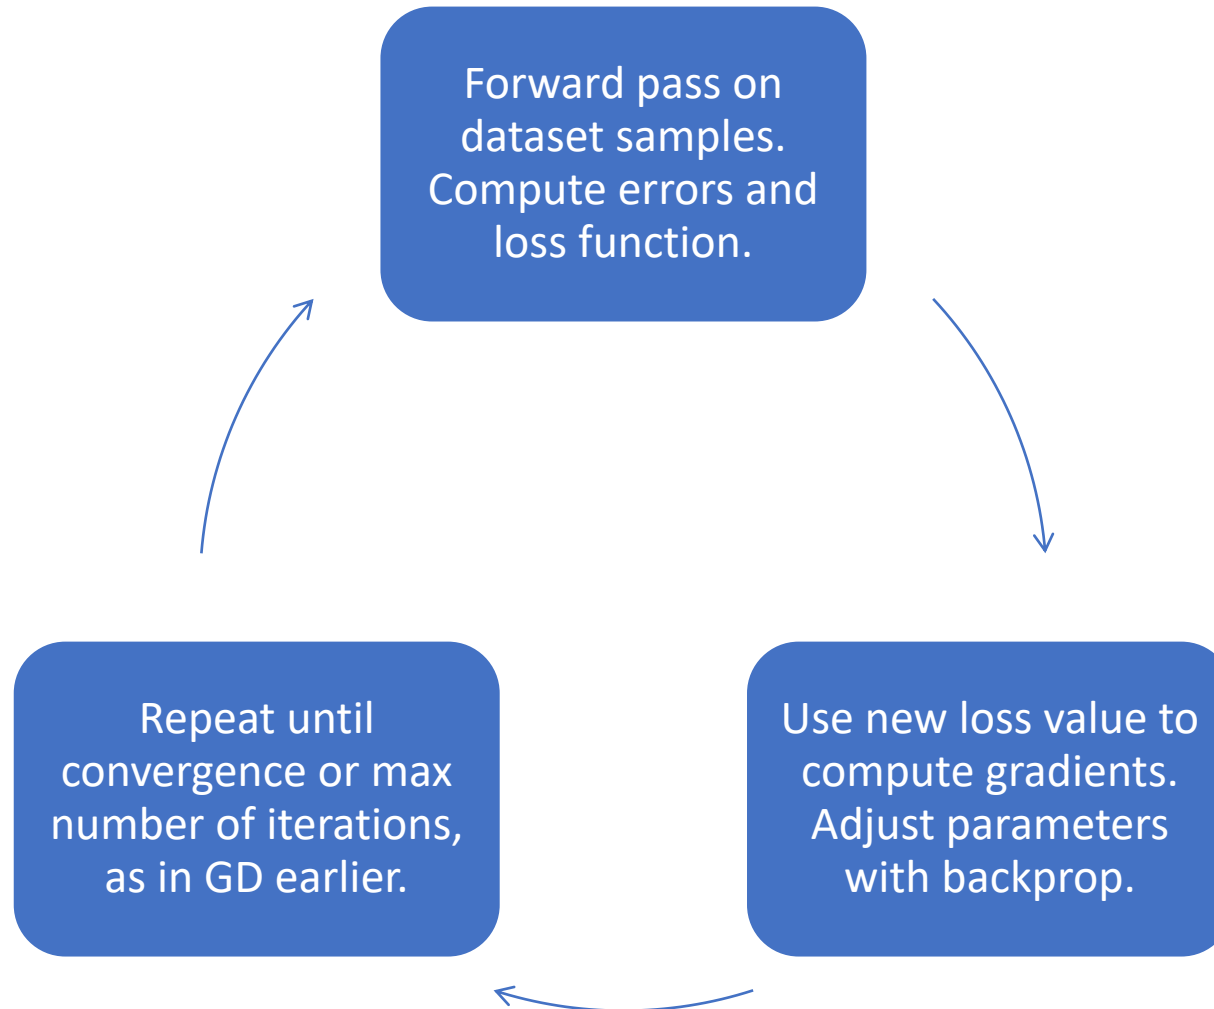 Forward pass on
dataset samples.
Compute errors and
loss function.
Use new loss value to
compute gradients.
Adjust parameters
with backprop.
Repeat until
convergence or max
number of iterations,
as in GD earlier.